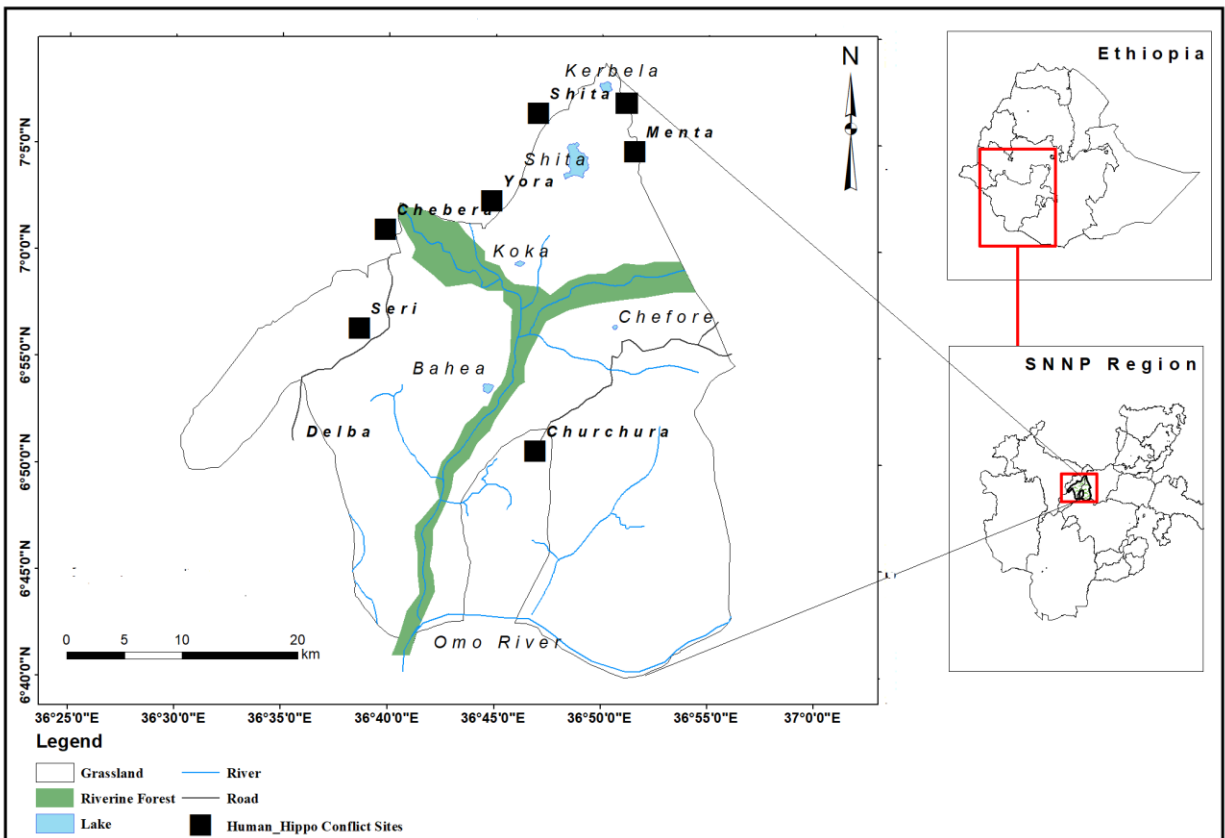 Kerbela
Shita
Menta
Shita
Yora
Chebera
Koka
Seri
Chefore
Bahea
Delba
Churchura
Omo River
N
7°5'0"N
7°0'0"N
6°55'0"N
6°50'0"N
6°45'0"N
6°40'0"N
0 5 10 20
km
36°25'0"E 36°30'0"E 36°35'0"E 36°40'0"E 36°45'0"E 36°50'0"E 36°55'0"E 37°0'0"E
Ethiopia
SNNP Region
Legend
Grassland River
Riverine Forest Road
Lake Human_Hippo Conflict Sites